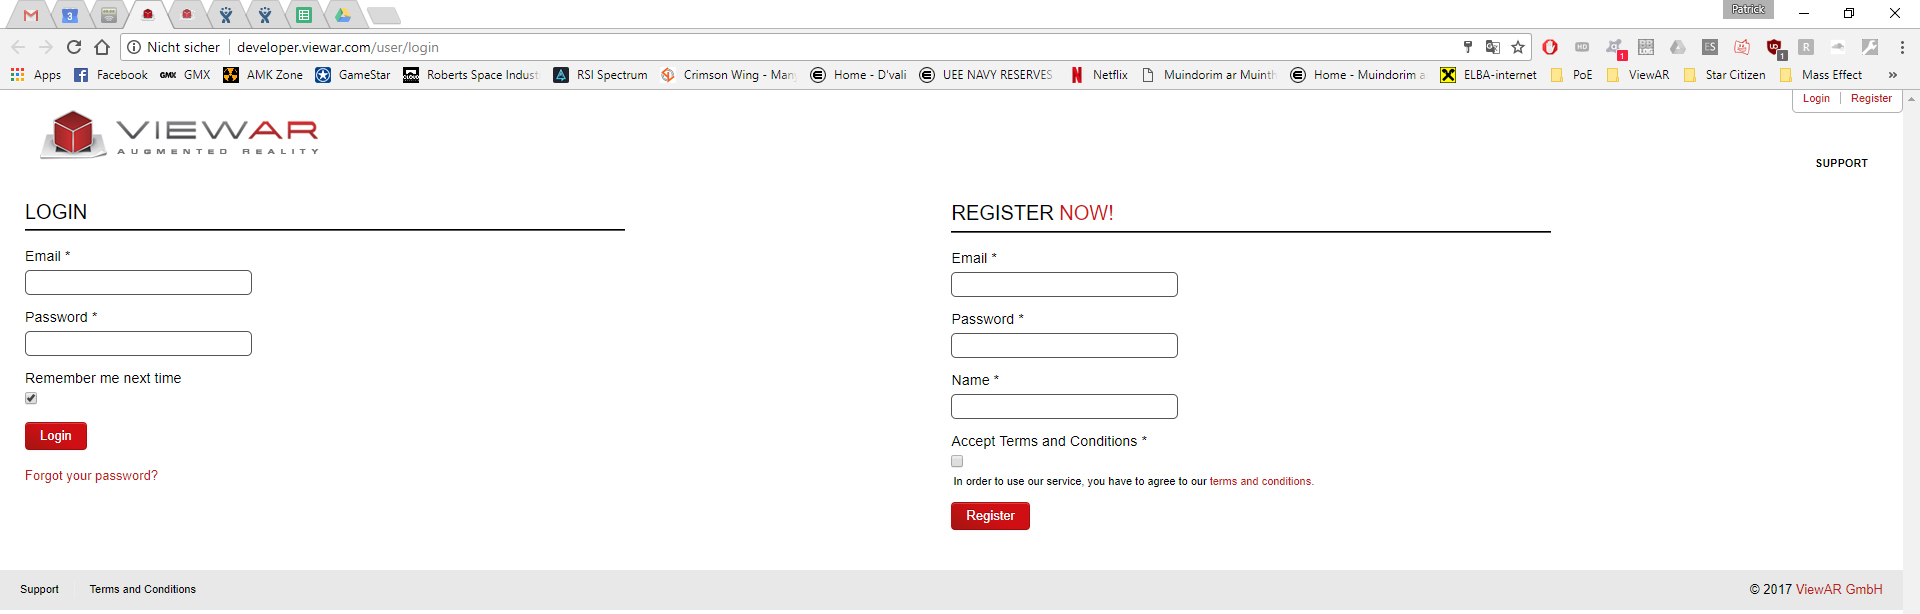 Patrick
Nicht sicher developer.viewar.com/user/login
Apps Facebook GMX GMX AMK Zone GameStar Roberts Space Indust RSI Spectrum Crimson Wing - Man Home - D'vali UEE NAVY RESERVES Netflix Muindorim ar Muinth Home - Muindorim a ELBA-internet PoE ViewAR Star Citizen Mass Effect »
Login Register
VIEWAR
AUGMENTED REALITY
SUPPORT
LOGIN
Email *
Password *
Remember me next time
Login
Forgot your password?
REGISTER NOW!
Email *
Password *
Name *
Accept Terms and Conditions *
In order to use our service, you have to agree to our terms and conditions.
Register
Support Terms and Conditions
© 2017 ViewAR GmbH